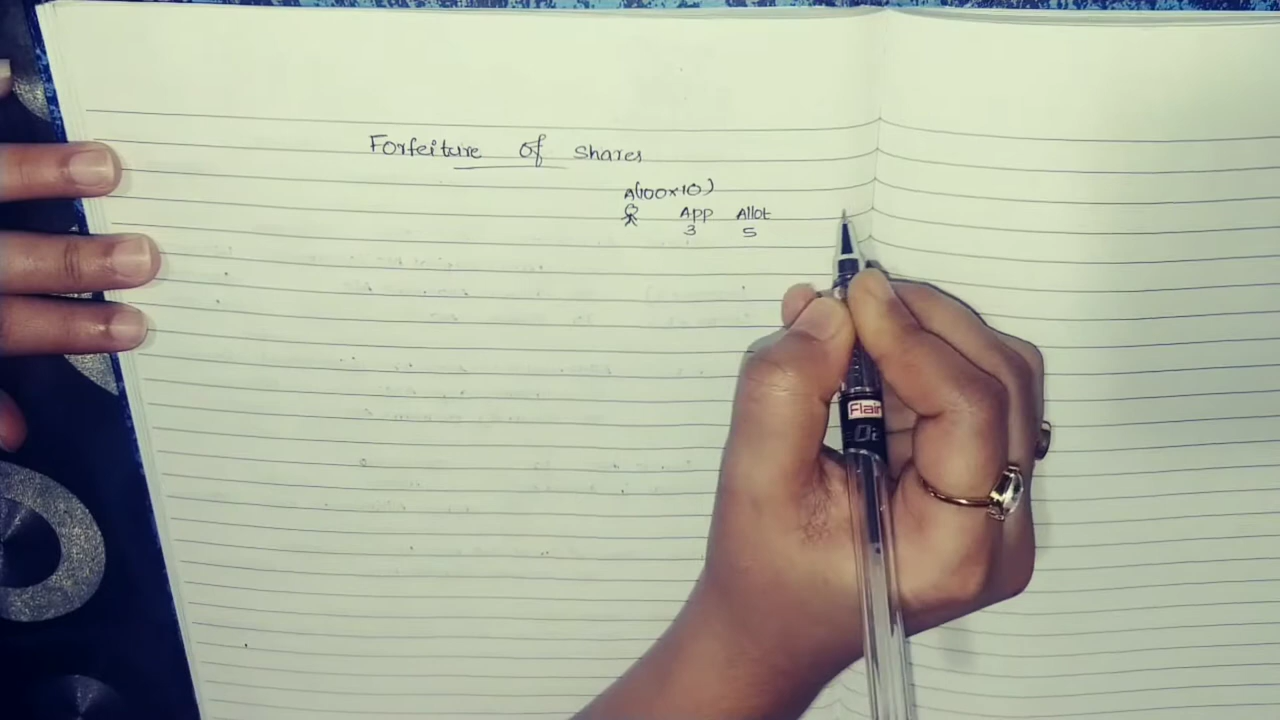 Forfeiture of shares
A(100×10)
App Allot
3 5
Flair